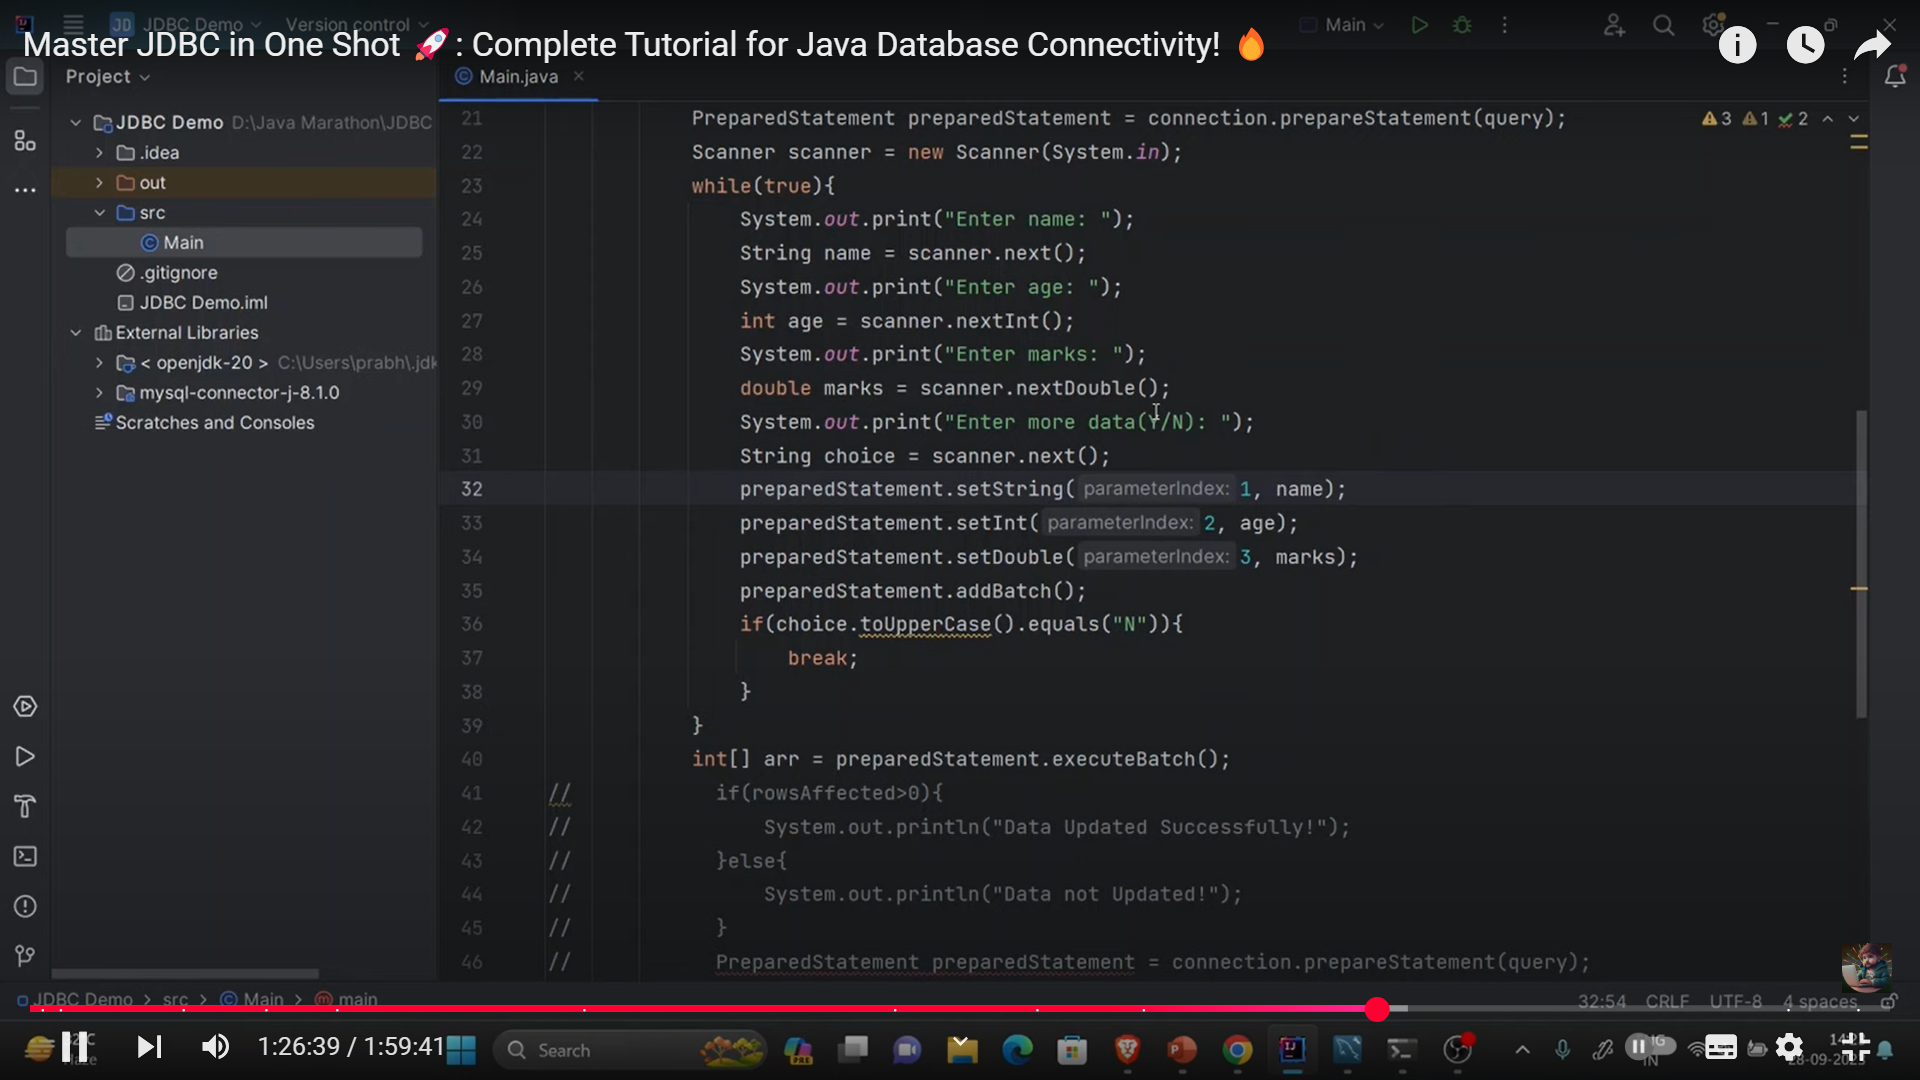 JD JDBC Demo Version control Main
Master JDBC in One Shot 🚀 : Complete Tutorial for Java Database Connectivity! 🔥
Project
Main.java
JDBC Demo D:\Java Marathon\JDBC
.idea
out
src
Main
.gitignore
JDBC Demo.iml
External Libraries
< openjdk-20 > C:\Users\prabh\.jdk
mysql-connector-j-8.1.0
Scratches and Consoles
3 1 2
21 PreparedStatement preparedStatement = connection.prepareStatement(query);
22 Scanner scanner = new Scanner(System.in);
23 while(true){
24 System.out.print("Enter name: ");
25 String name = scanner.next();
26 System.out.print("Enter age: ");
27 int age = scanner.nextInt();
28 System.out.print("Enter marks: ");
29 double marks = scanner.nextDouble();
30 System.out.print("Enter more data(Y/N): ");
31 String choice = scanner.next();
32 preparedStatement.setString( parameterIndex: 1, name);
33 preparedStatement.setInt( parameterIndex: 2, age);
34 preparedStatement.setDouble( parameterIndex: 3, marks);
35 preparedStatement.addBatch();
36 if(choice.toUpperCase().equals("N")){
37 break;
38 }
39 }
40 int[] arr = preparedStatement.executeBatch();
41 // if(rowsAffected>0){
42 // System.out.println("Data Updated Successfully!");
43 // }else{
44 // System.out.println("Data not Updated!");
45 // }
46 // PreparedStatement preparedStatement = connection.prepareStatement(query);
JDBC Demo > src > Main > main 32:54 CRLF UTF-8 4 spaces
1:26:39 / 1:59:41 Search